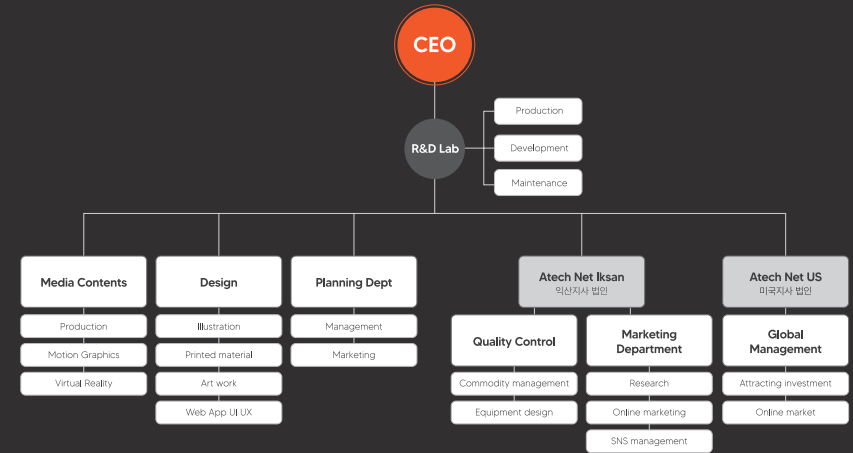 CEO
R&D Lab
Production
Development
Maintenance
Media Contents
Production
Motion Graphics
Virtual Reality
Design
Illustration
Printed material
Art work
Web App UI UX
Planning Dept
Management
Marketing
Atech Net Iksan
익산지사 법인
Quality Control
Commodity management
Equipment design
Marketing
Department
Research
Online marketing
SNS management
Atech Net US
미국지사 법인
Global
Management
Attracting investment
Online market